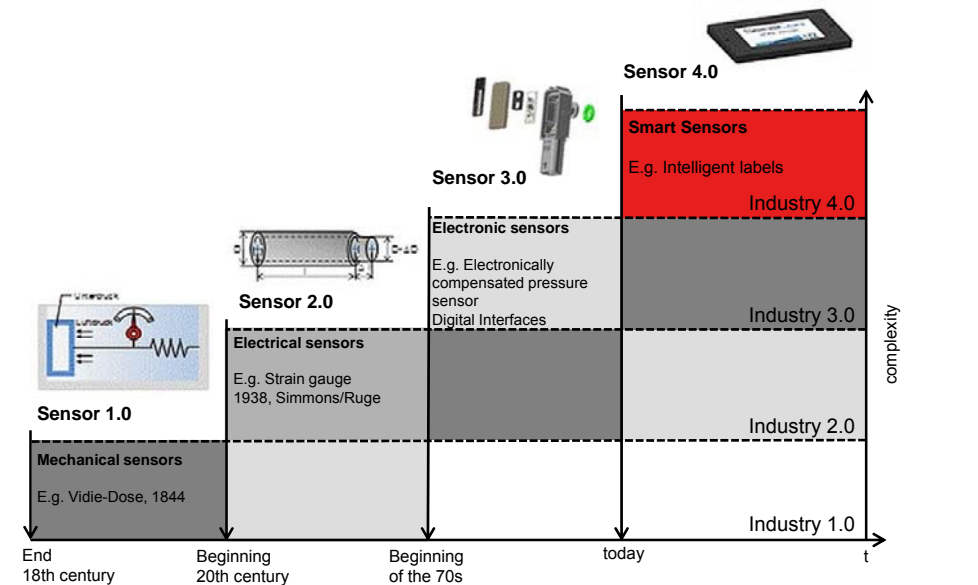 Sensor 4.0
Smart Sensors
E.g. Intelligent labels
Industry 4.0
Sensor 3.0
Electronic sensors
E.g. Electronically
compensated pressure
sensor
Digital Interfaces
Industry 3.0
Sensor 2.0
Electrical sensors
E.g. Strain gauge
1938, Simmons/Ruge
Industry 2.0
Unterdruck
Luftdruck
Sensor 1.0
Mechanical sensors
E.g. Vidie-Dose, 1844
Industry 1.0
complexity
End
18th century
Beginning
20th century
Beginning
of the 70s
today
t